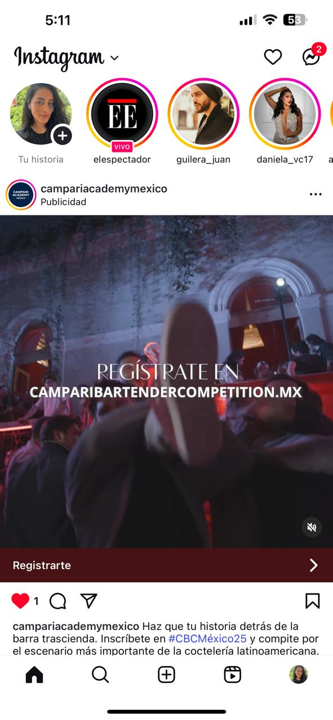 5:11
53
Instagram
2
EE
VIVO
Tu historia
elespectador
guilera_juan
daniela_vc17
CAMPARI
ACADEMY
campariacademymexico
Publicidad
REGÍSTRATE EN
CAMPARIBARTENDERCOMPETITION.MX
Registrarte
1
campariacademymexico Haz que tu historia detrás de la
barra trascienda. Inscríbete en #CBCMéxico25 y compite por
el escenario más importante de la coctelería latinoamericana.